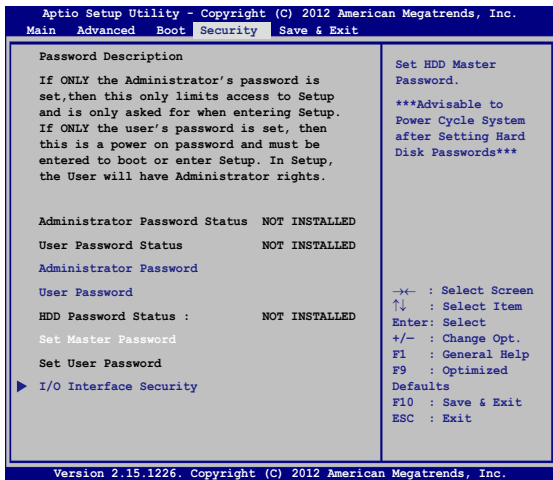 Aptio Setup Utility - Copyright (C) 2012 American Megatrends, Inc.
Main Advanced Boot Security Save & Exit
Password Description
If ONLY the Administrator's password is
set,then this only limits access to Setup
and is only asked for when entering Setup.
If ONLY the user's password is set, then
this is a power on password and must be
entered to boot or enter Setup. In Setup,
the User will have Administrator rights.
Administrator Password Status NOT INSTALLED
User Password Status NOT INSTALLED
Administrator Password
User Password
HDD Password Status : NOT INSTALLED
Set Master Password
Set User Password
I/O Interface Security
Set HDD Master
Password.
***Advisable to
Power Cycle System
after Setting Hard
Disk Passwords***
→← : Select Screen
↑↓ : Select Item
Enter: Select
+/— : Change Opt.
F1 : General Help
F9 : Optimized
Defaults
F10 : Save & Exit
ESC : Exit
Version 2.15.1226. Copyright (C) 2012 American Megatrends, Inc.